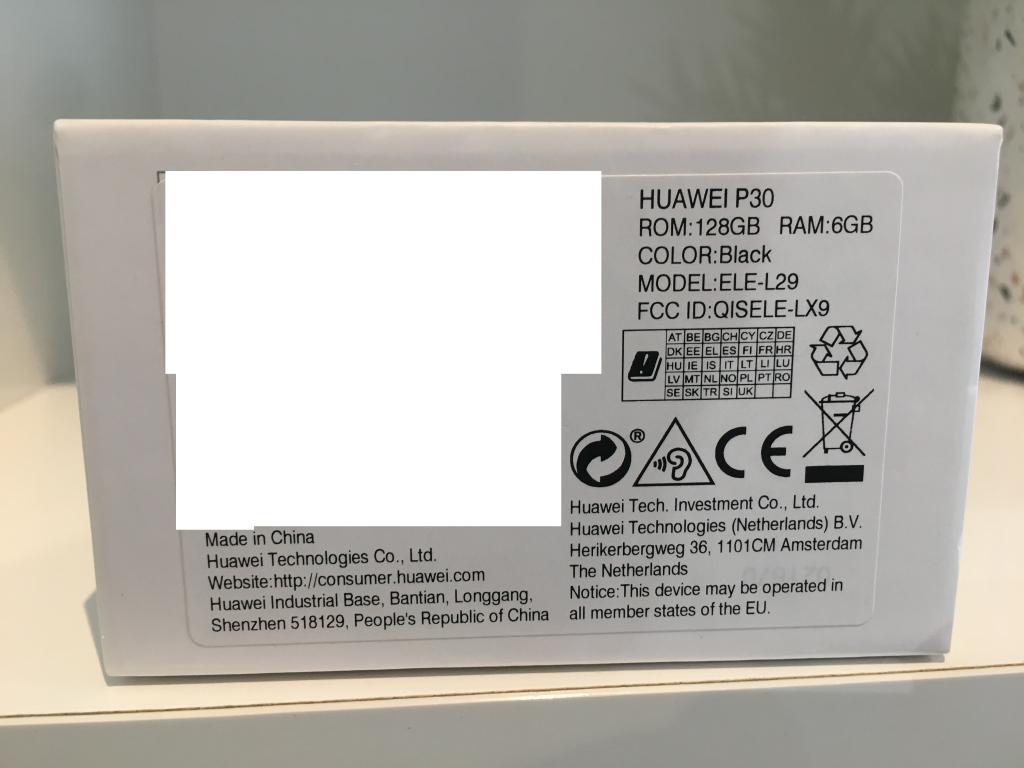 HUAWEI P30
ROM:128GB RAM:6GB
COLOR:Black
MODEL:ELE-L29
FCC ID:QISELE-LX9
AT BE BG CH CY CZ DE
DK EE EL ES FI FR HR
HU IE IS IT LT LI LU
LV MT NL NO PL PT RO
SE SK TR SI UK
®
CE
Made in China
Huawei Technologies Co., Ltd.
Website:http://consumer.huawei.com
Huawei Industrial Base, Bantian, Longgang,
Shenzhen 518129, People's Republic of China
Huawei Tech. Investment Co., Ltd.
Huawei Technologies (Netherlands) B.V.
Herikerbergweg 36, 1101CM Amsterdam
The Netherlands
Notice:This device may be operated in
all member states of the EU.